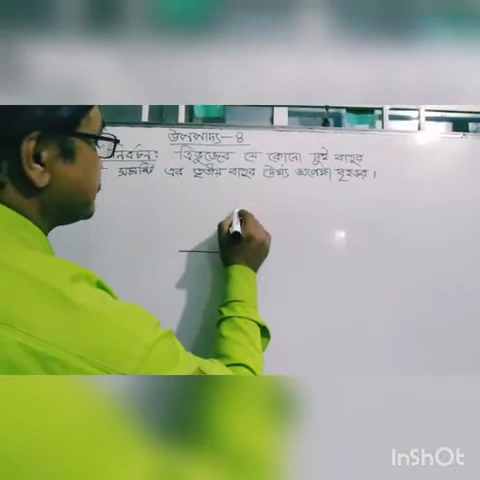 উপপাদ্য-৪
নির্বচনঃ ত্রিভুজের যে কোনো দুই বাহুর
সমষ্টি এর তৃতীয় বাহুর দৈর্ঘ্য অপেক্ষা বৃহত্তর।
InShOt